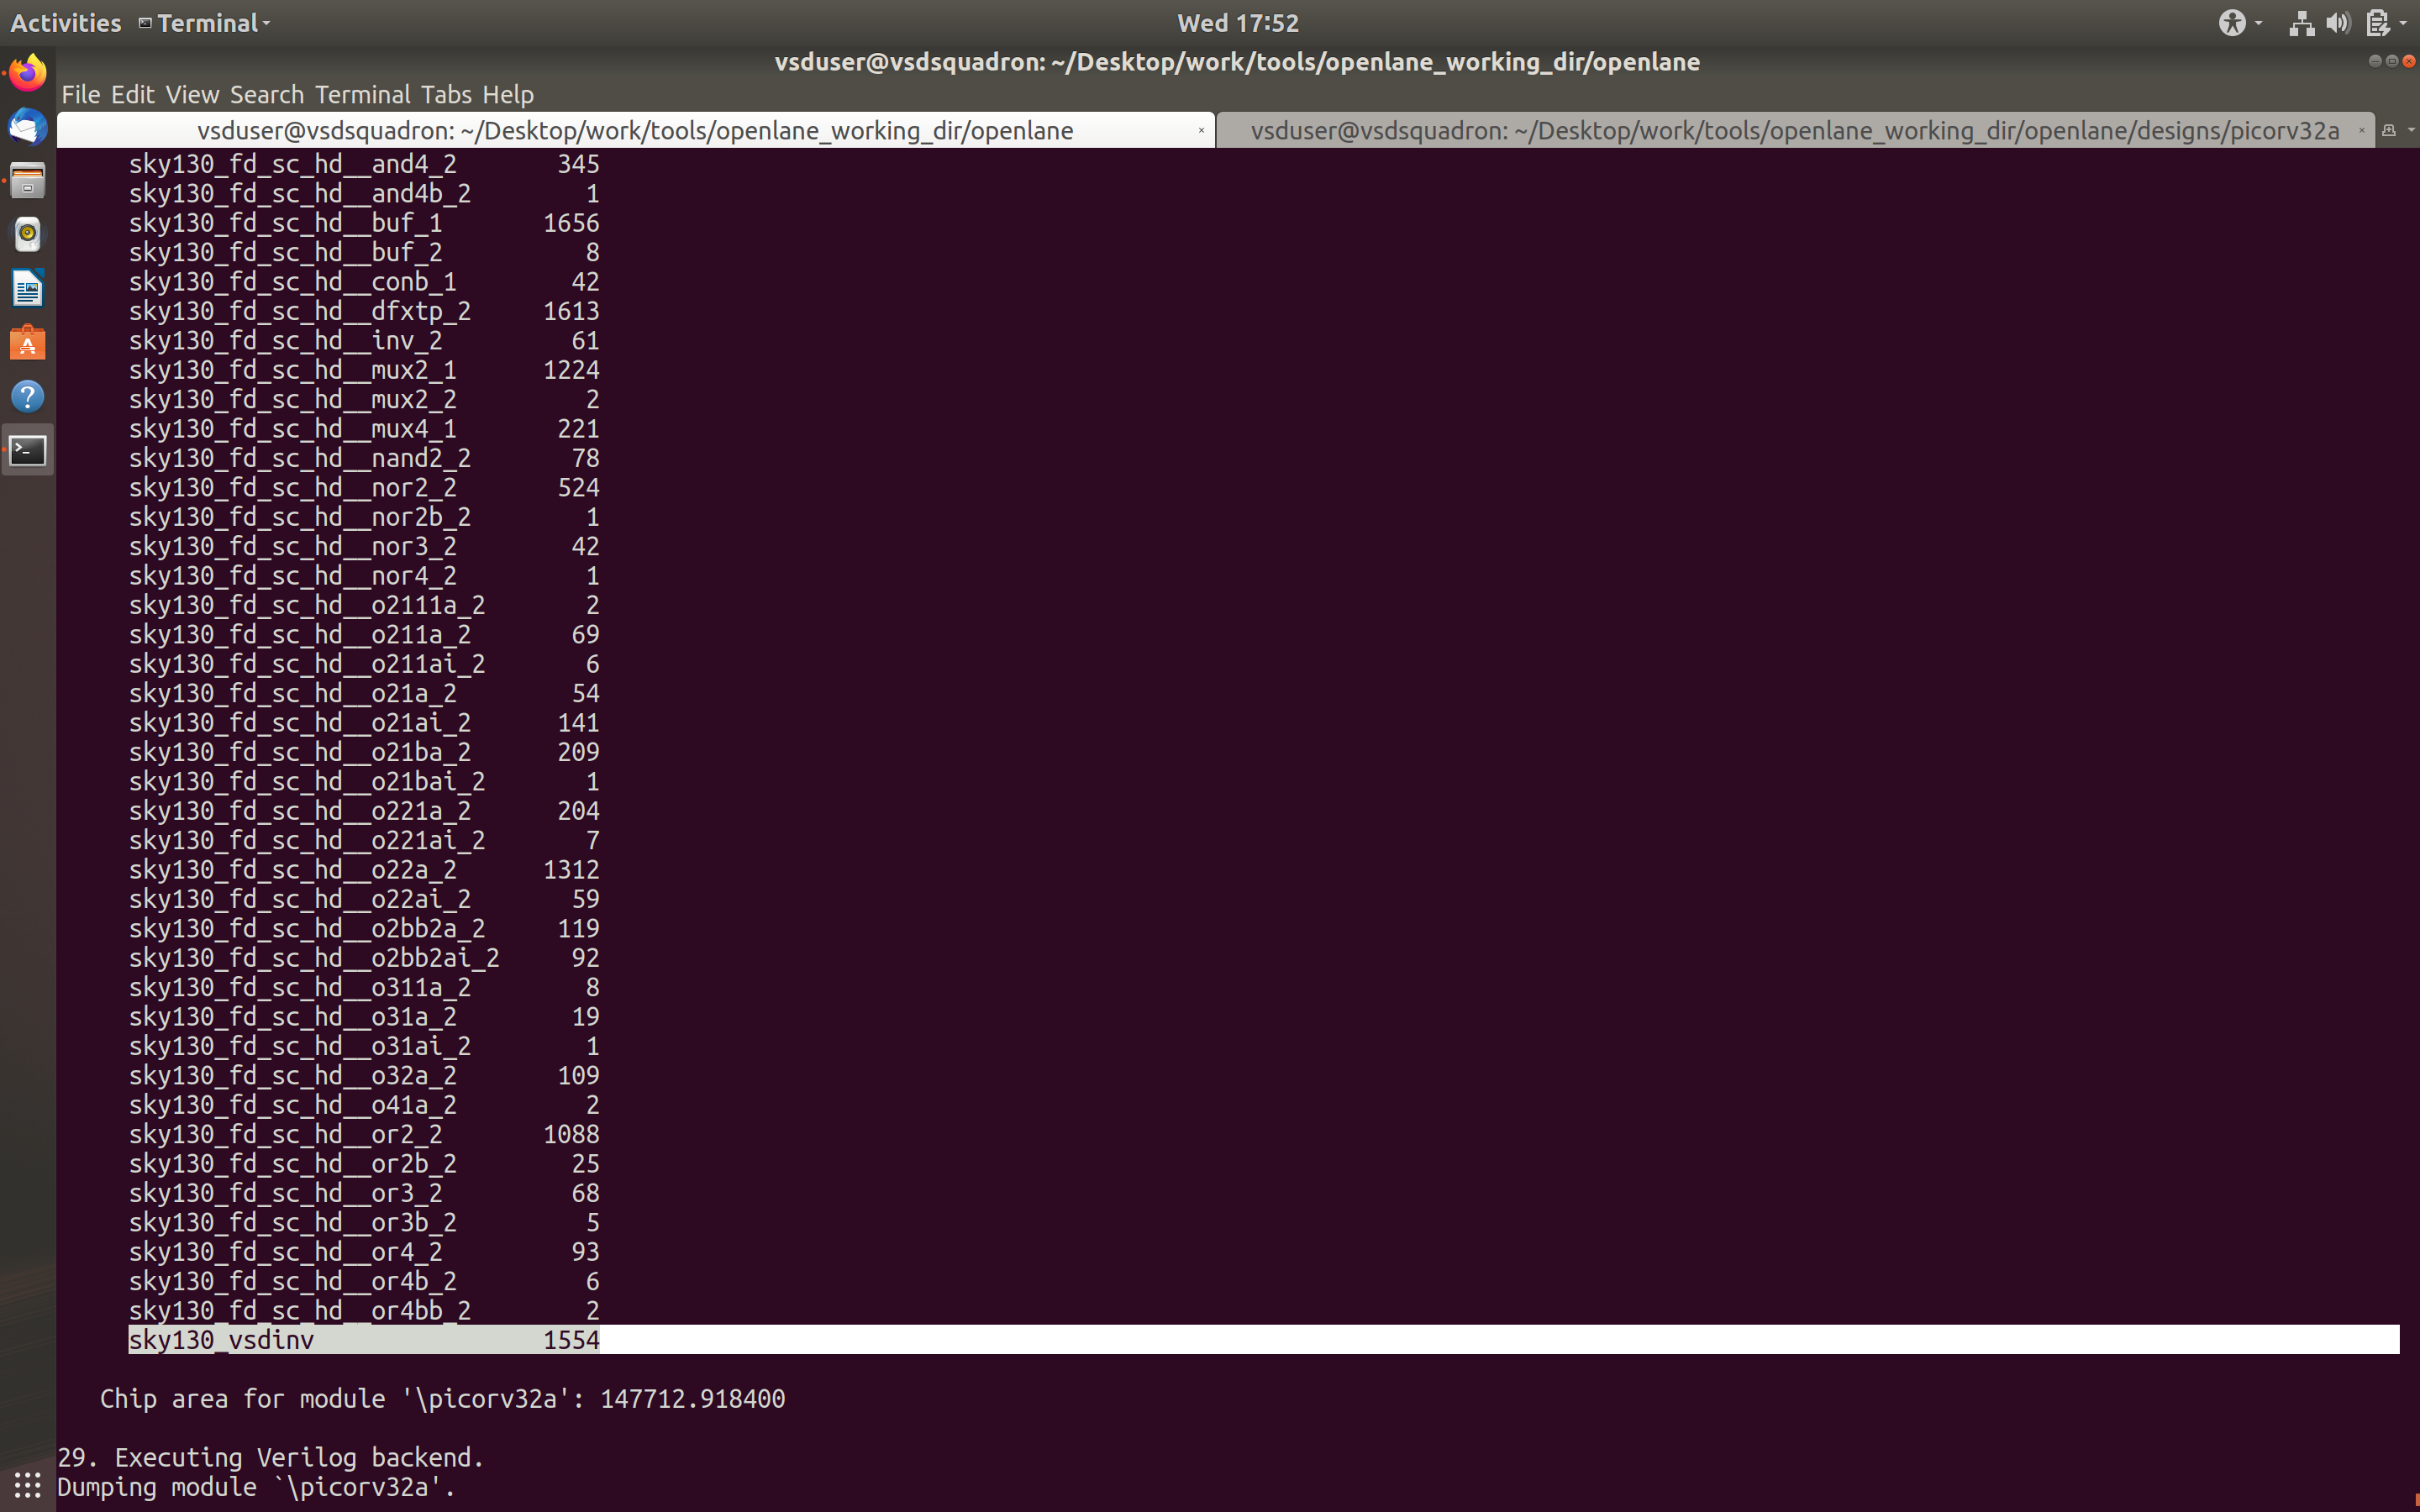 Activities Terminal
Wed 17:52
vsduser@vsdsquadron: ~/Desktop/work/tools/openlane_working_dir/openlane
File Edit View Search Terminal Tabs Help
vsduser@vsdsquadron: ~/Desktop/work/tools/openlane_working_dir/openlane
vsduser@vsdsquadron: ~/Desktop/work/tools/openlane_working_dir/openlane/designs/picorv32a
sky130_fd_sc_hd__and4_2 345
sky130_fd_sc_hd__and4b_2 1
sky130_fd_sc_hd__buf_1 1656
sky130_fd_sc_hd__buf_2 8
sky130_fd_sc_hd__conb_1 42
sky130_fd_sc_hd__dfxtp_2 1613
sky130_fd_sc_hd__inv_2 61
sky130_fd_sc_hd__mux2_1 1224
sky130_fd_sc_hd__mux2_2 2
sky130_fd_sc_hd__mux4_1 221
sky130_fd_sc_hd__nand2_2 78
sky130_fd_sc_hd__nor2_2 524
sky130_fd_sc_hd__nor2b_2 1
sky130_fd_sc_hd__nor3_2 42
sky130_fd_sc_hd__nor4_2 1
sky130_fd_sc_hd__o2111a_2 2
sky130_fd_sc_hd__o211a_2 69
sky130_fd_sc_hd__o211ai_2 6
sky130_fd_sc_hd__o21a_2 54
sky130_fd_sc_hd__o21ai_2 141
sky130_fd_sc_hd__o21ba_2 209
sky130_fd_sc_hd__o21bai_2 1
sky130_fd_sc_hd__o221a_2 204
sky130_fd_sc_hd__o221ai_2 7
sky130_fd_sc_hd__o22a_2 1312
sky130_fd_sc_hd__o22ai_2 59
sky130_fd_sc_hd__o2bb2a_2 119
sky130_fd_sc_hd__o2bb2ai_2 92
sky130_fd_sc_hd__o311a_2 8
sky130_fd_sc_hd__o31a_2 19
sky130_fd_sc_hd__o31ai_2 1
sky130_fd_sc_hd__o32a_2 109
sky130_fd_sc_hd__o41a_2 2
sky130_fd_sc_hd__or2_2 1088
sky130_fd_sc_hd__or2b_2 25
sky130_fd_sc_hd__or3_2 68
sky130_fd_sc_hd__or3b_2 5
sky130_fd_sc_hd__or4_2 93
sky130_fd_sc_hd__or4b_2 6
sky130_fd_sc_hd__or4bb_2 2
sky130_vsdinv 1554
Chip area for module '\picorv32a': 147712.918400
29. Executing Verilog backend.
Dumping module `\picorv32a'.